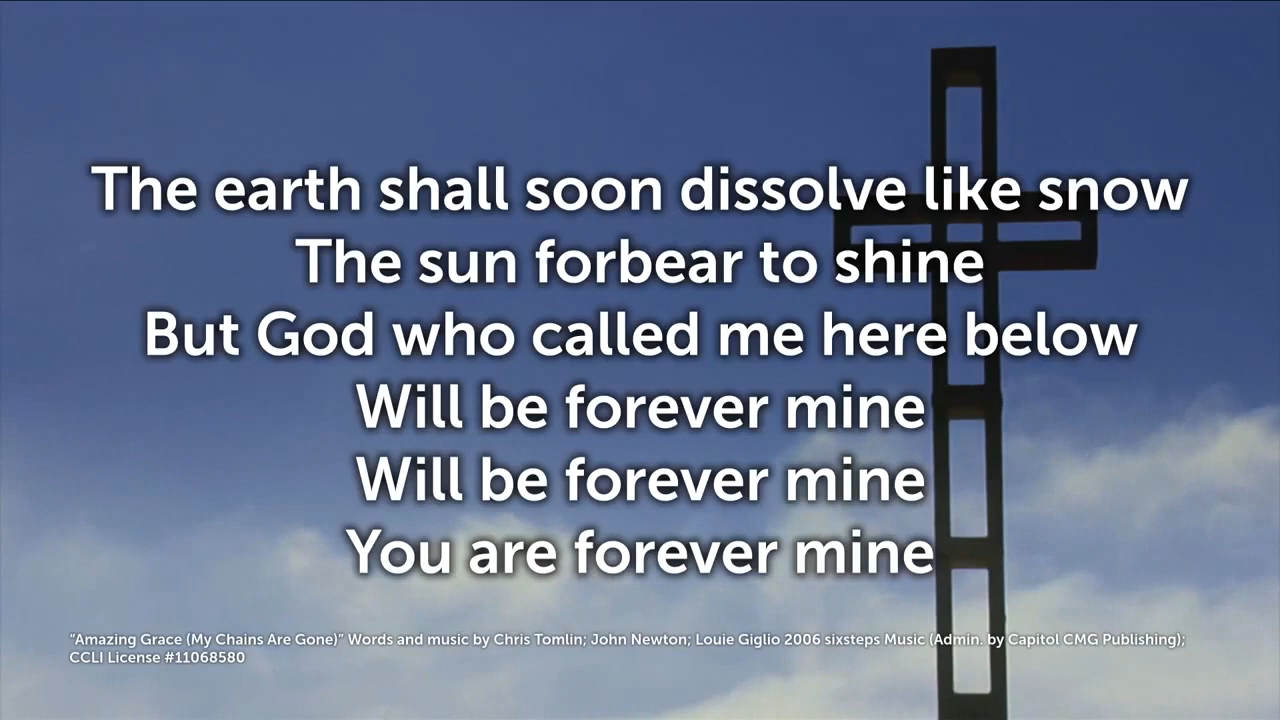 The earth shall soon dissolve like snow
The sun forbear to shine
But God who called me here below
Will be forever mine
Will be forever mine
You are forever mine
"Amazing Grace (My Chains Are Gone)" Words and music by Chris Tomlin; John Newton; Louie Giglio 2006 sixsteps Music (Admin. by Capitol CMG Publishing);
CCLI License #11068580